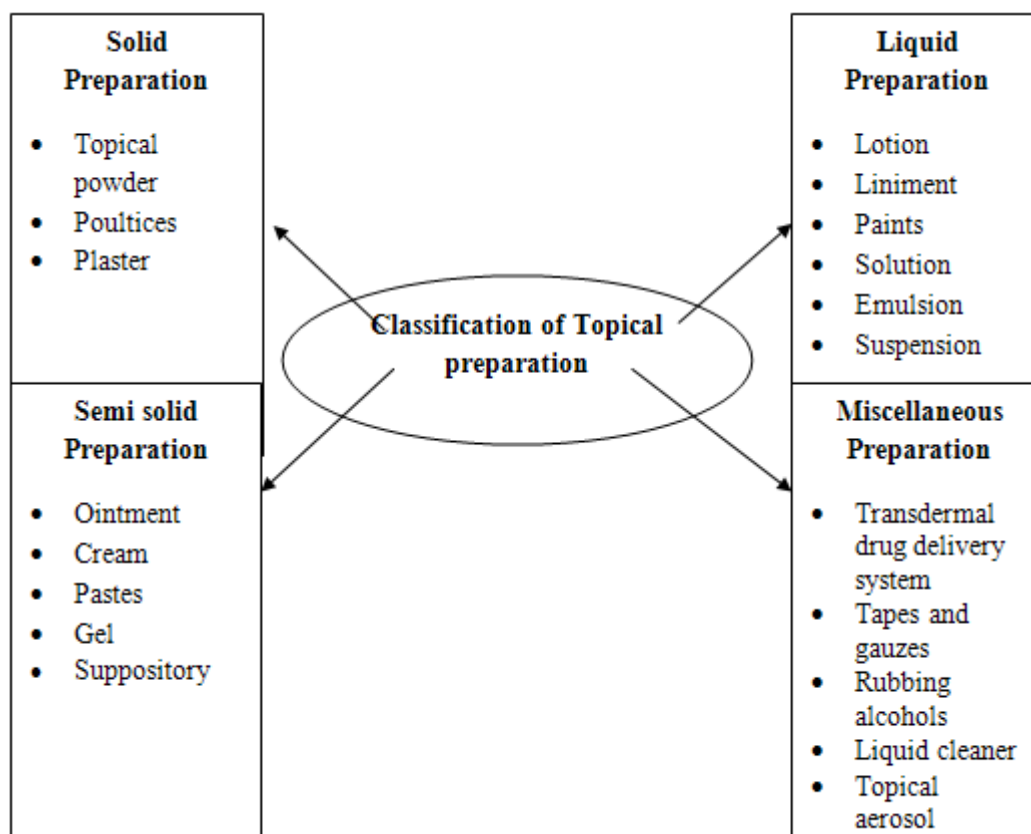 Solid
Preparation
• Topical
powder
• Poultices
• Plaster
Liquid
Preparation
• Lotion
• Liniment
• Paints
• Solution
• Emulsion
• Suspension
Classification of Topical
preparation
Semi solid
Preparation
• Ointment
• Cream
• Pastes
• Gel
• Suppository
Miscellaneous
Preparation
• Transdermal
drug delivery
system
• Tapes and
gauzes
• Rubbing
alcohols
• Liquid cleaner
• Topical
aerosol